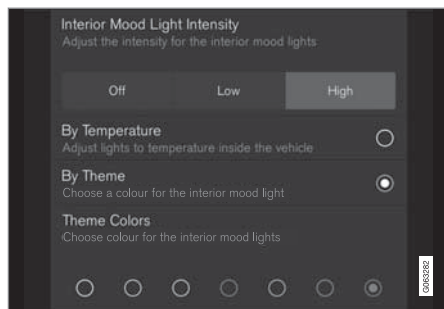 Interior Mood Light Intensity
Adjust the intensity for the interior mood lights
Off Low High
By Temperature
Adjust lights to temperature inside the vehicle
By Theme
Choose a colour for the interior mood light
Theme Colors
Choose colour for the interior mood lights
G063282